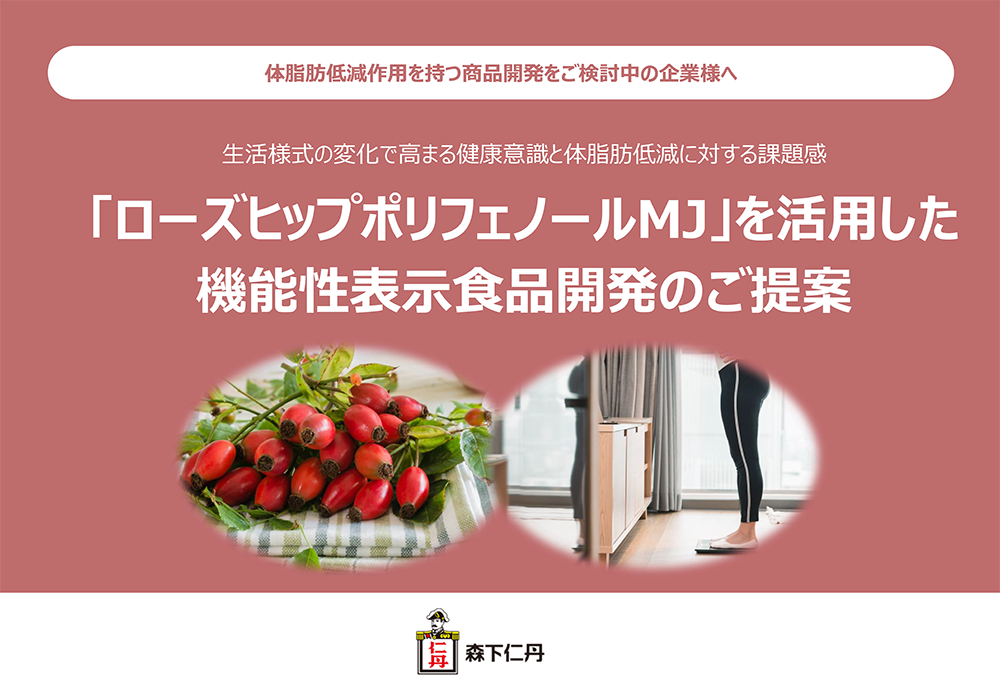 体脂肪低減作用を持つ商品開発をご検討中の企業様へ
生活様式の変化で高まる健康意識と体脂肪低減に対する課題感
「ローズヒップポリフェノールMJ」を活用した
機能性表示食品開発のご提案
仁丹
森下仁丹